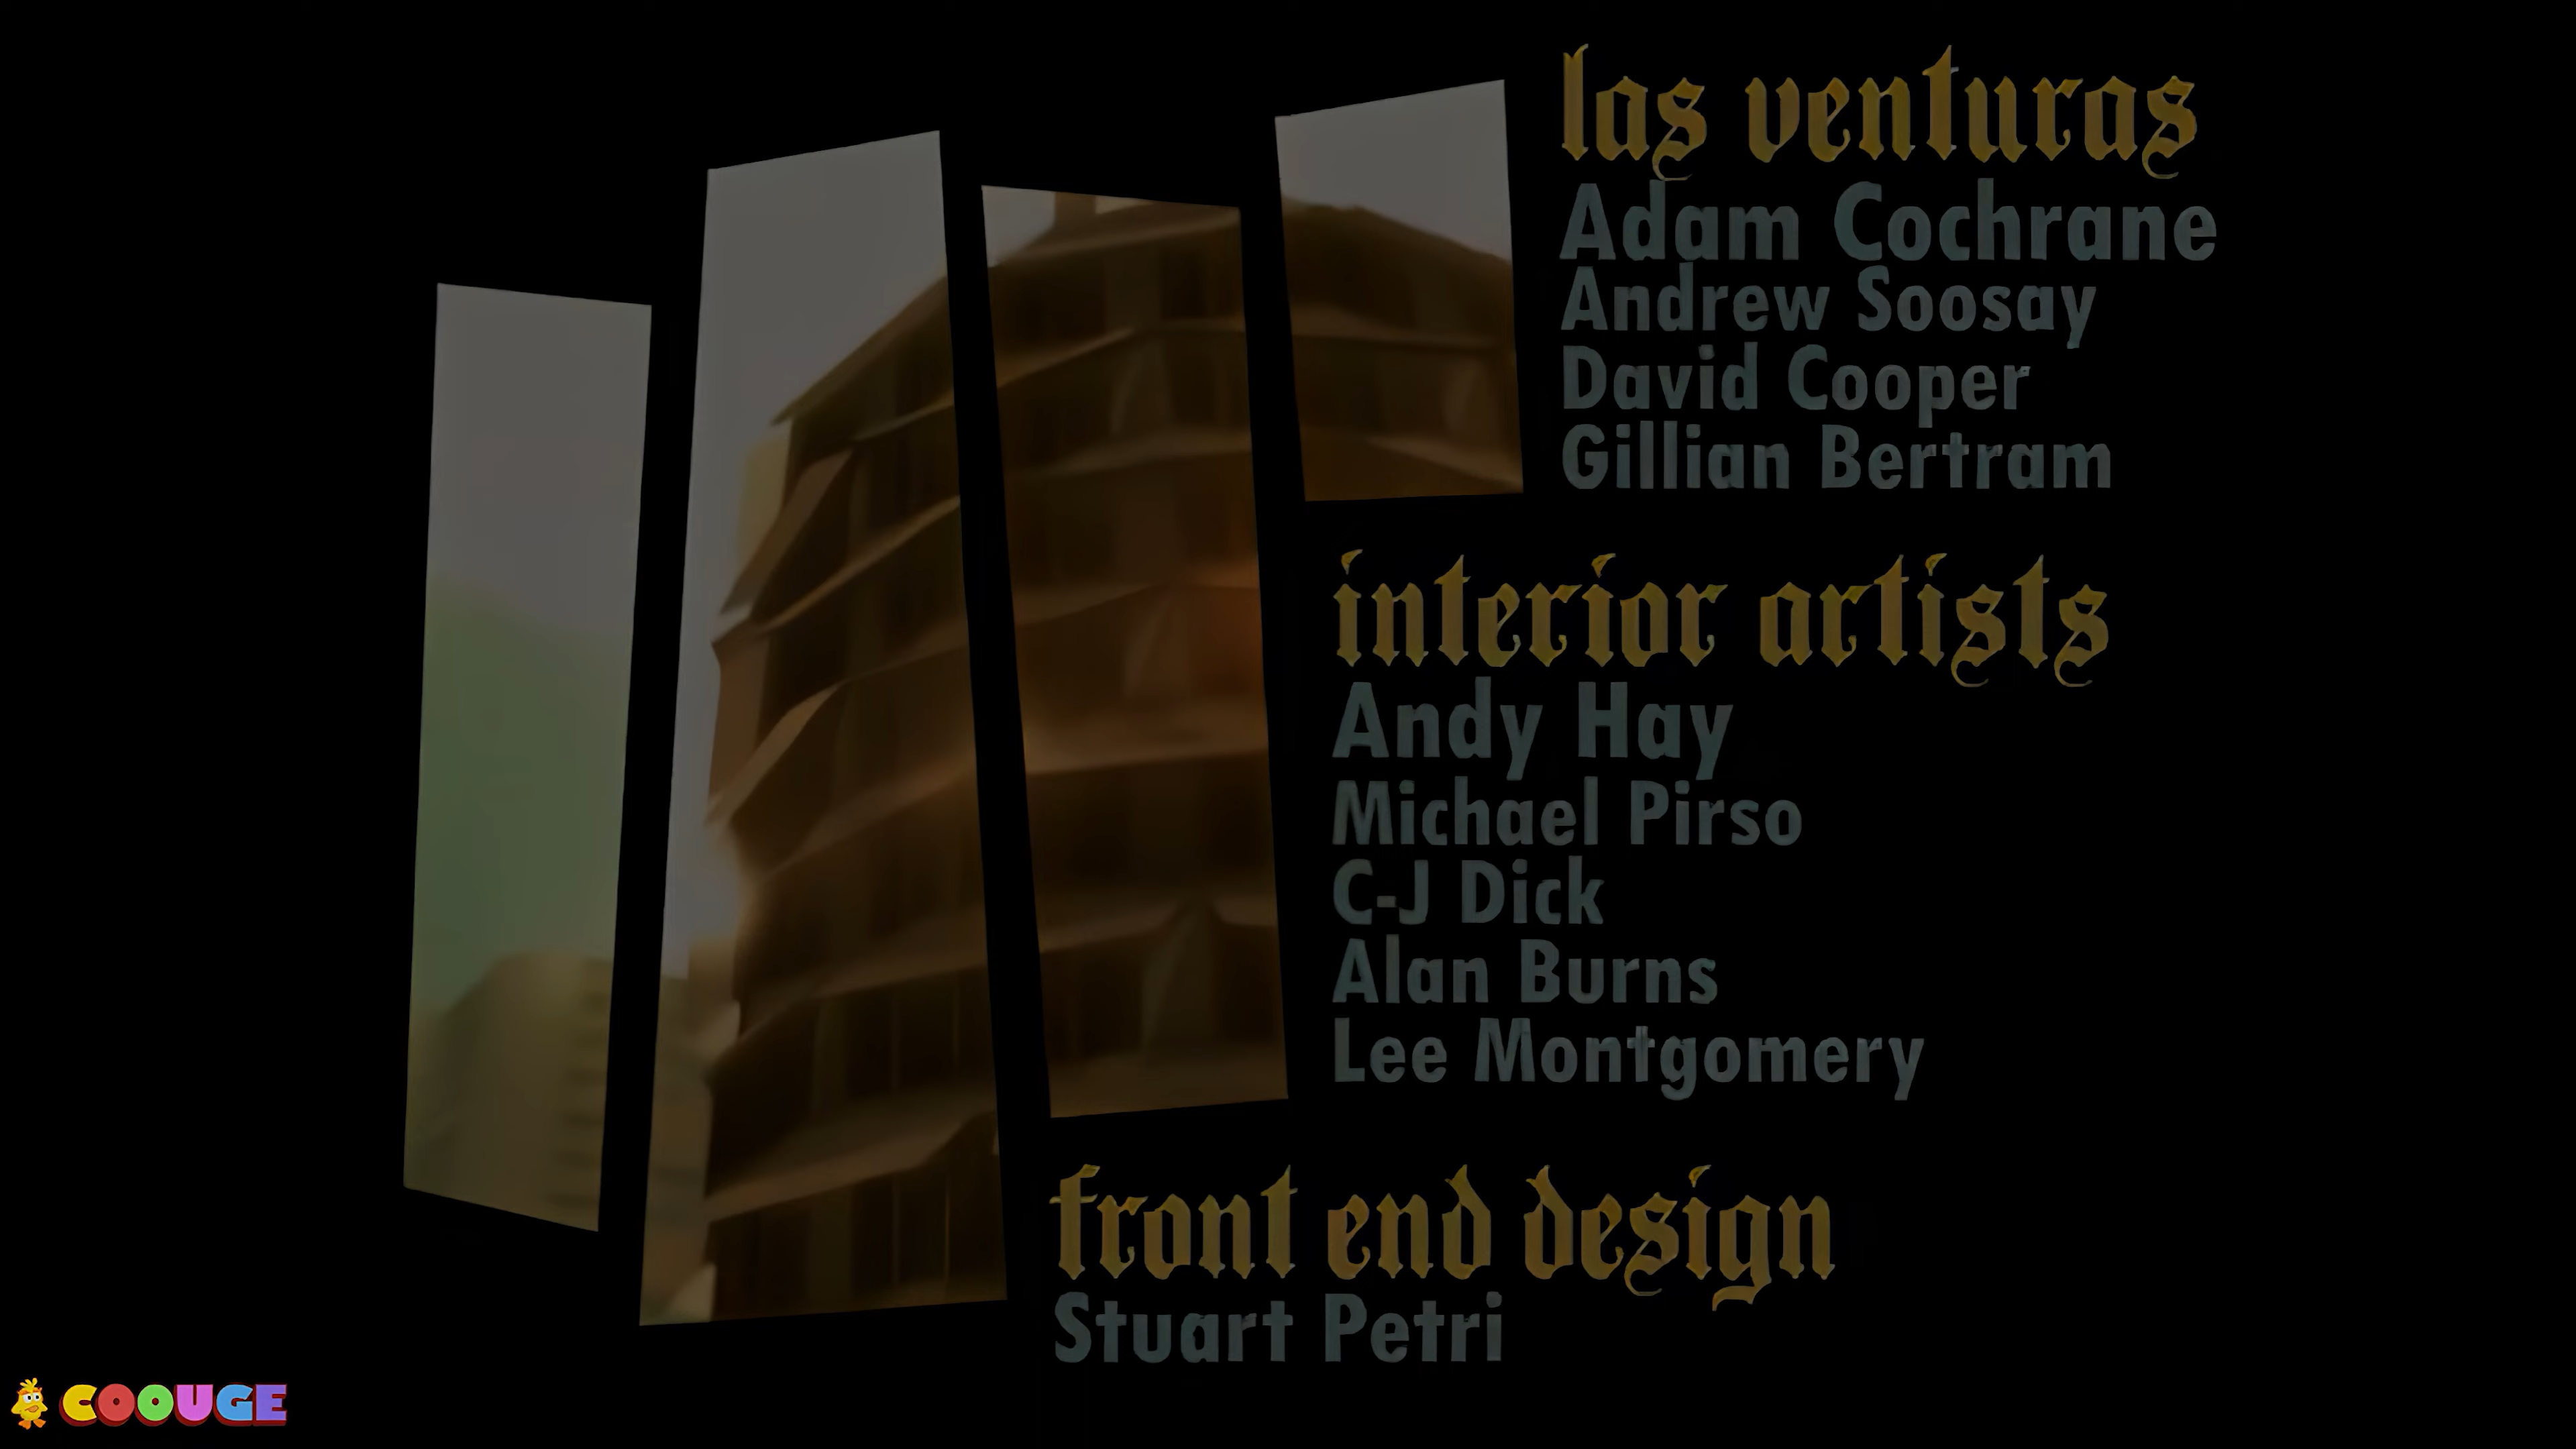 las venturas
Adam Cochrane
Andrew Soosay
David Cooper
Gillian Bertram
interior artists
Andy Hay
Michael Pirso
C-J Dick
Alan Burns
Lee Montgomery
front end design
Stuart Petri
COOUGE